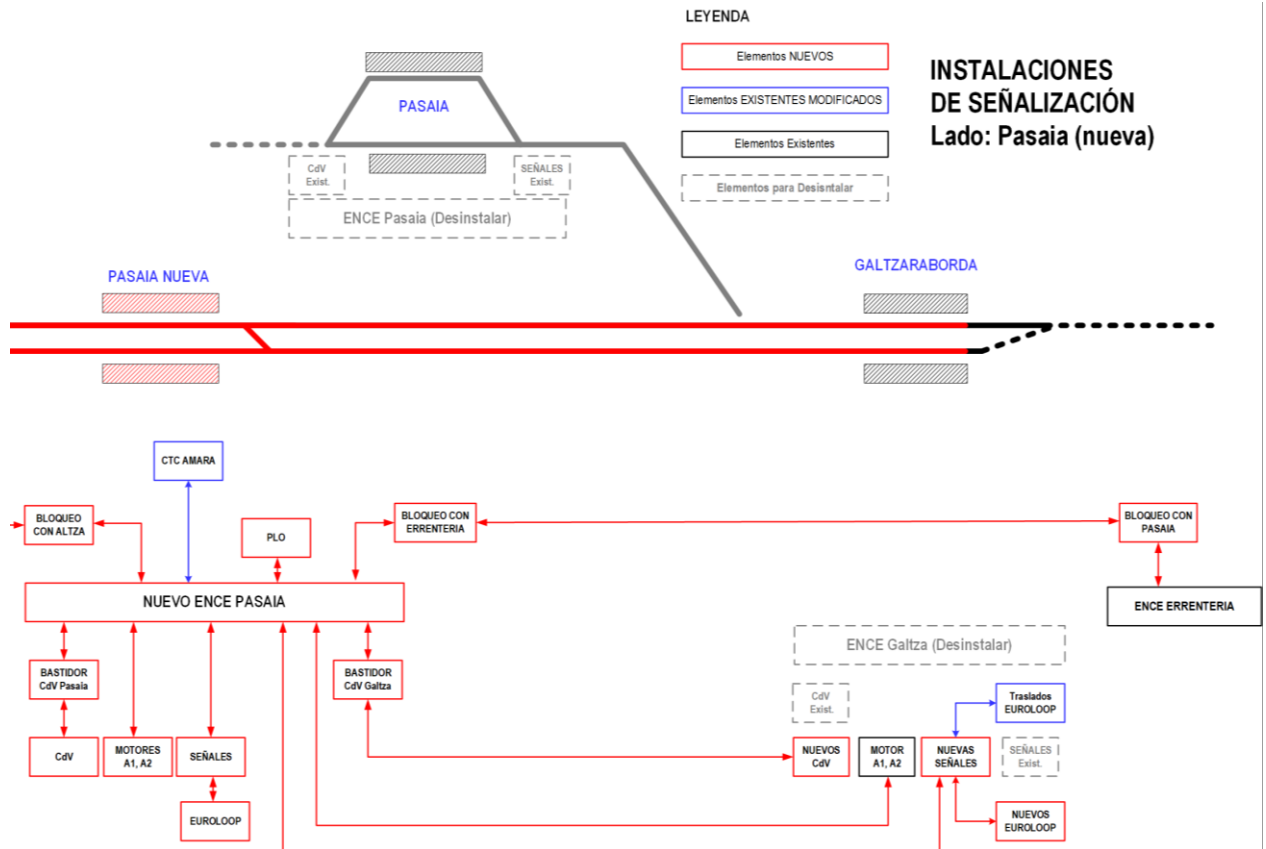 LEYENDA
Elementos NUEVOS
Elementos EXISTENTES MODIFICADOS
Elementos Existentes
Elementos para Desisntalar
INSTALACIONES
DE SEÑALIZACIÓN
Lado: Pasaia (nueva)
PASAIA
CdV
Exist.
SEÑALES
Exist.
ENCE Pasaia (Desinstalar)
PASAIA NUEVA
GALTZARABORDA
CTC AMARA
BLOQUEO
CON ALTZA
PLO
BLOQUEO CON
ERRENTERIA
BLOQUEO CON
PASAIA
NUEVO ENCE PASAIA
ENCE ERRENTERIA
ENCE Galtza (Desinstalar)
BASTIDOR
CdV Pasaia
BASTIDOR
CdV Galtza
CdV
Exist.
Traslados
EUROLOOP
CdV
MOTORES
A1, A2
SEÑALES
NUEVOS
CdV
MOTOR
A1, A2
NUEVAS
SEÑALES
SEÑALES
Exist.
EUROLOOP
NUEVOS
EUROLOOP